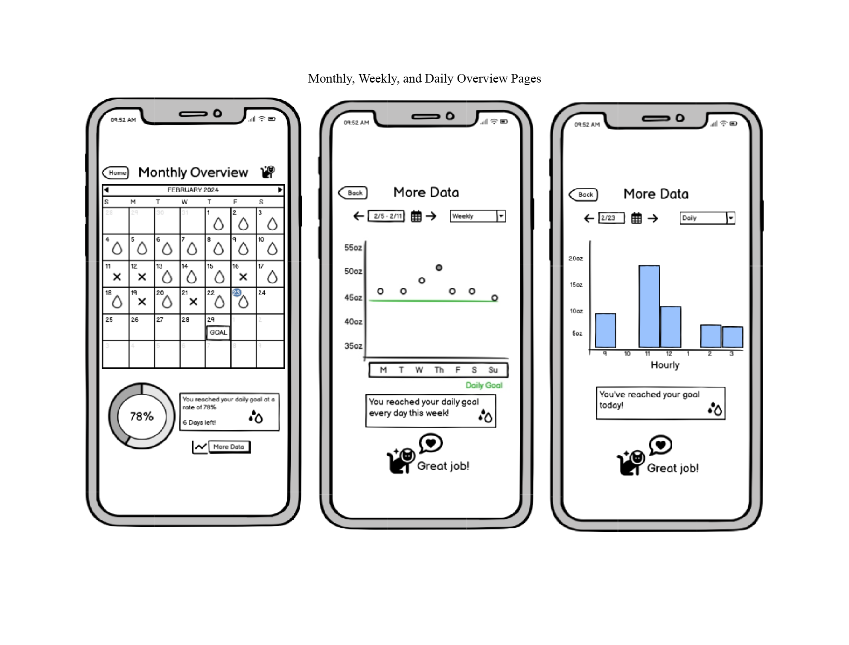 Monthly, Weekly, and Daily Overview Pages
09:52 AM
Home
Monthly Overview
FEBRUARY 2024
S M T W T F S
1 2 3
4 5 6 7 8 9 10
11 12 13 14 15 16 17
18 19 20 21 22 23 24
25 26 27 28 29
GOAL
78%
You reached your daily goal at a
rate of 78%
6 Days left!
More Data
09:52 AM
Back
More Data
2/5 - 2/11
Weekly
55oz
50oz
45oz
40oz
35oz
M T W Th F S Su
Daily Goal
You reached your daily goal
every day this week!
Great job!
09:52 AM
Back
More Data
2/23
Daily
20oz
15oz
10oz
5oz
9 10 11 12 1 2 3
Hourly
You've reached your goal
today!
Great job!